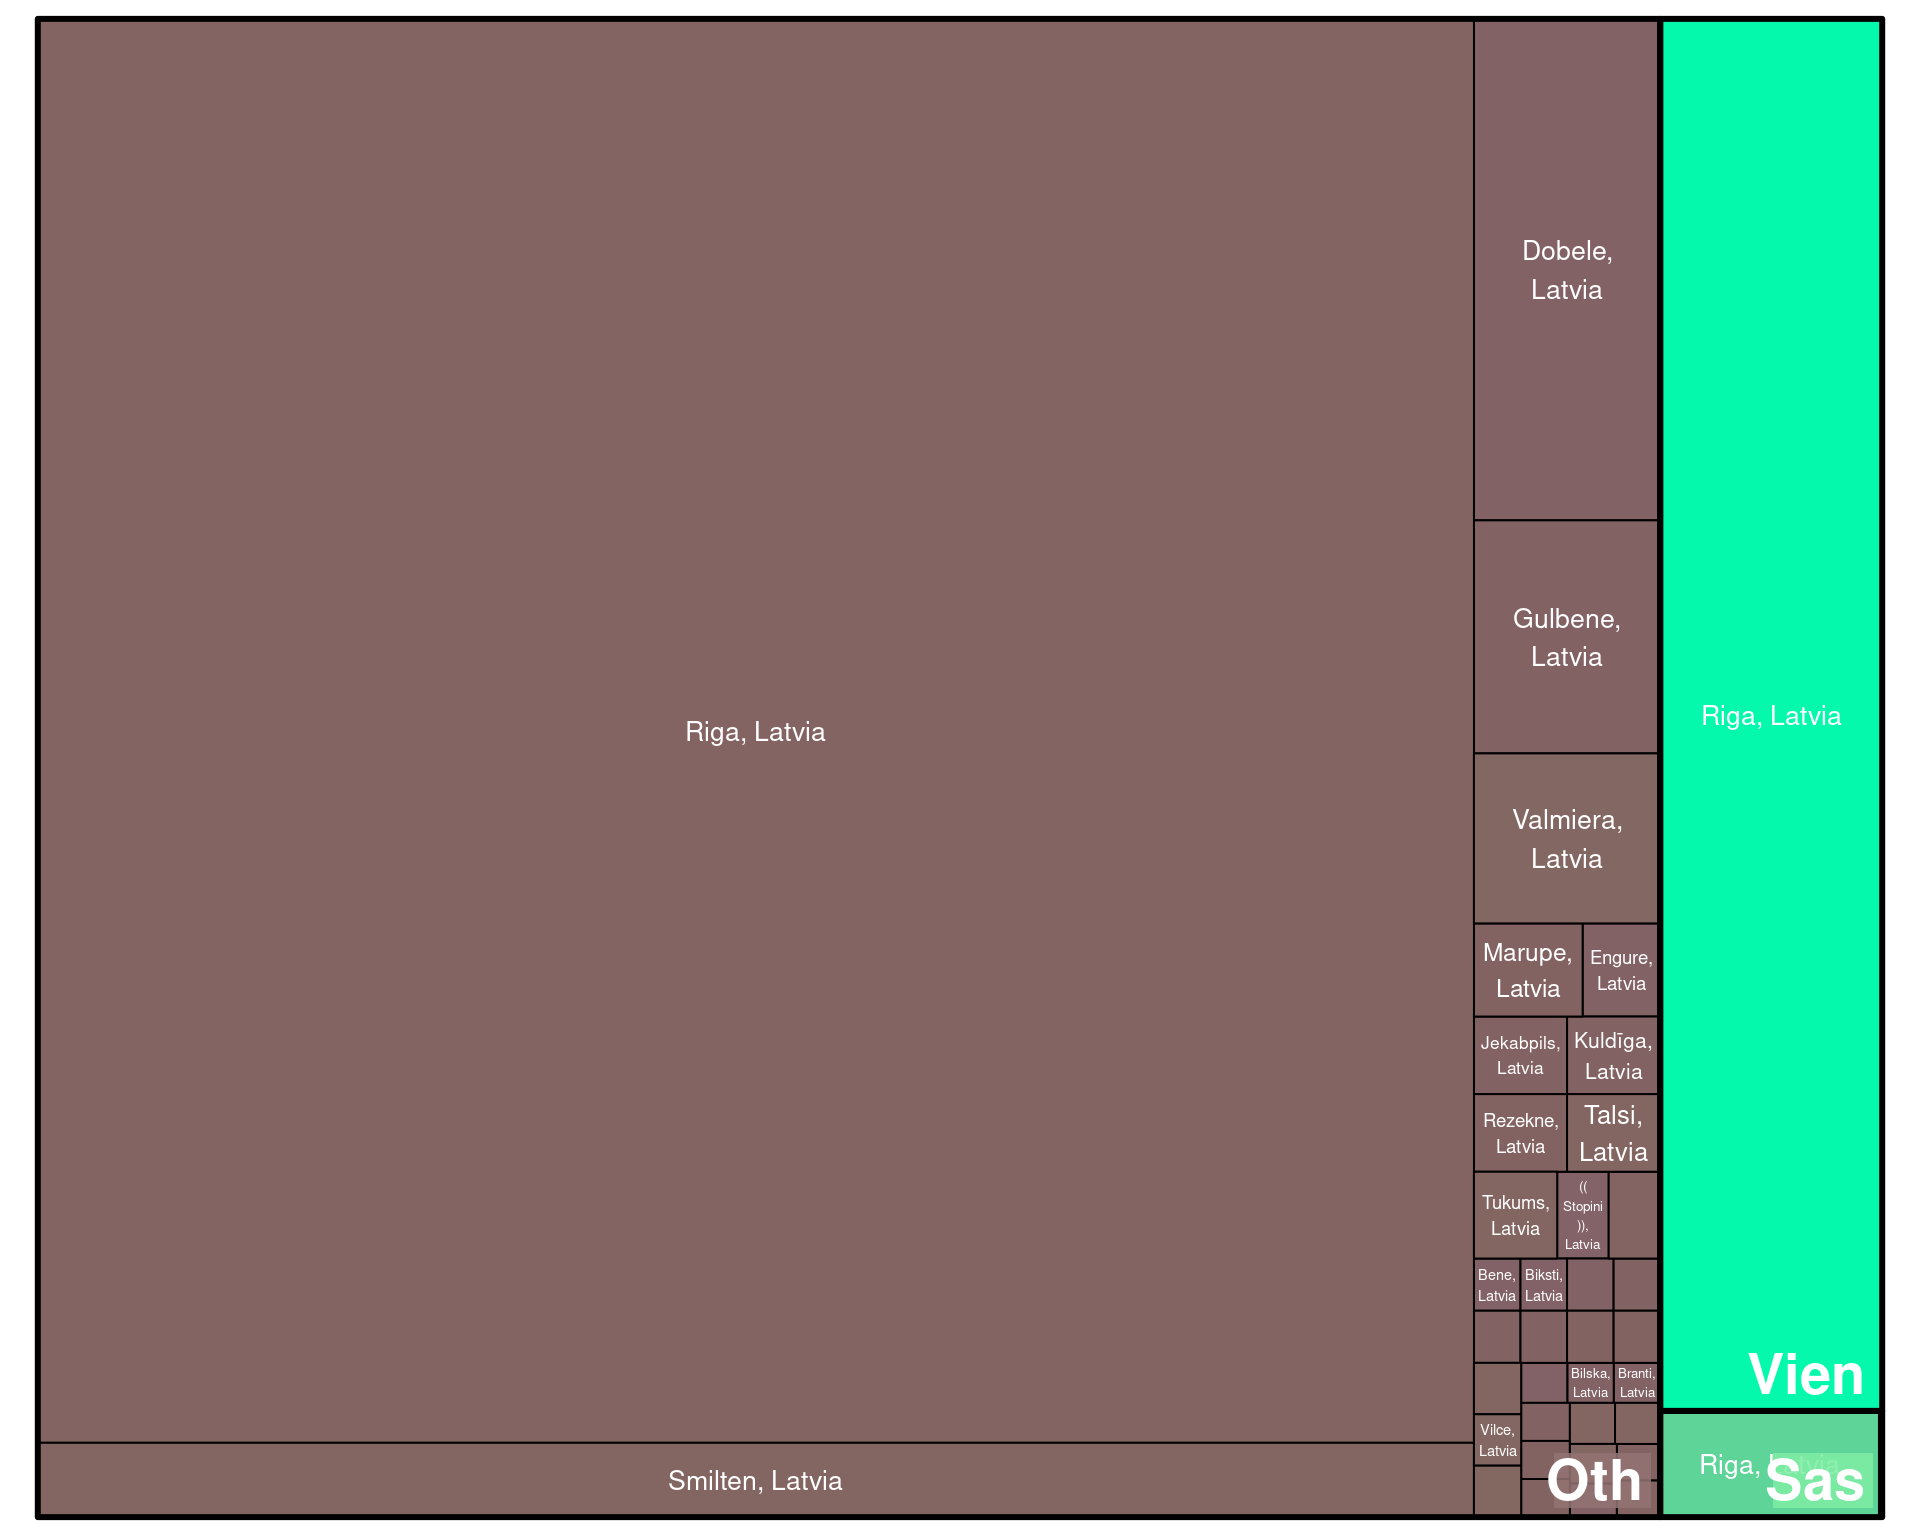 Riga, Latvia
Smilten, Latvia
Dobele,
Latvia
Gulbene,
Latvia
Valmiera,
Latvia
Marupe,
Latvia
Engure,
Latvia
Jekabpils,
Latvia
Kuldīga,
Latvia
Rezekne,
Latvia
Talsi,
Latvia
Tukums,
Latvia
((
Stopini
)),
Latvia
Bene,
Latvia
Biksti,
Latvia
Bilska,
Latvia
Branti,
Latvia
Vilce,
Latvia
Oth
Riga, Latvia
Vien
Riga, Latvia
Sas